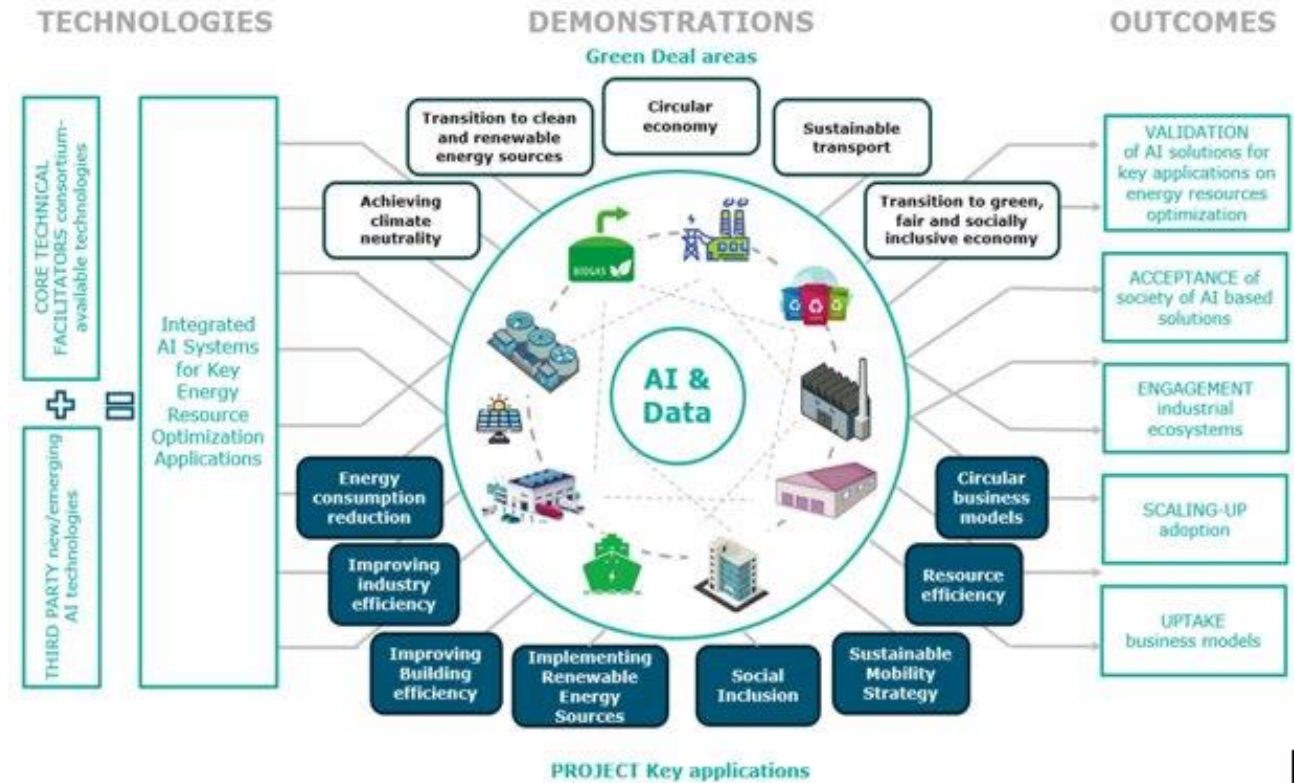 TECHNOLOGIES
DEMONSTRATIONS
OUTCOMES
Green Deal areas
CORE TECHNICAL
FACILITATORS consortium-
available technologies
THIRD PARTY new/emerging
AI technologies
Integrated
AI Systems
for Key
Energy
Resource
Optimization
Applications
Achieving
climate
neutrality
Transition to clean
and renewable
energy sources
Circular
economy
Sustainable
transport
Transition to green,
fair and socially
inclusive economy
BIOGAS
AI &
Data
Energy
consumption
reduction
Improving
industry
efficiency
Improving
Building
efficiency
Implementing
Renewable
Energy
Sources
Social
Inclusion
Sustainable
Mobility
Strategy
Resource
efficiency
Circular
business
models
PROJECT Key applications
VALIDATION
of AI solutions for
key applications on
energy resources
optimization
ACCEPTANCE of
society of AI based
solutions
ENGAGEMENT
industrial
ecosystems
SCALING-UP
adoption
UPTAKE
business models